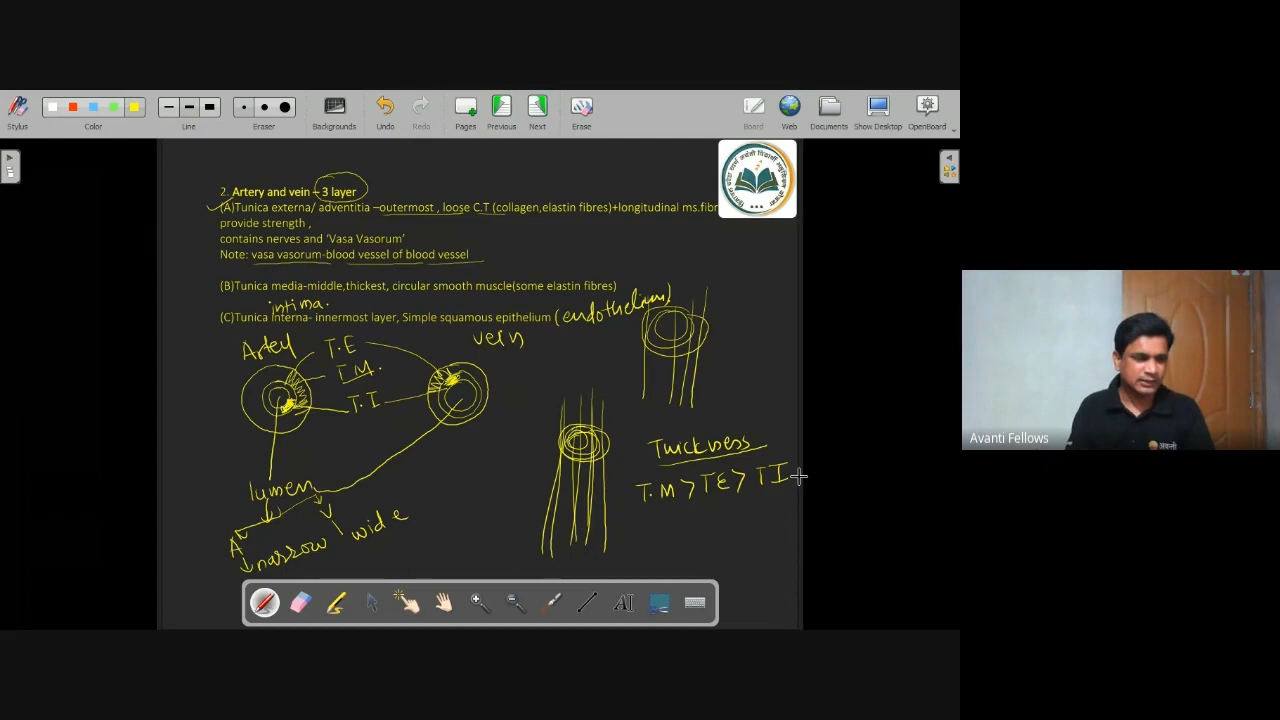 Stylus
Color
Line
Eraser
Backgrounds
Undo
Redo
Pages
Previous
Next
Erase
Board
Web
Documents
Show Desktop
OpenBoard
2. Artery and vein – 3 layer
(A)Tunica externa/ adventitia –outermost , loose C.T (collagen,elastin fibres)+longitudinal ms.fibr
provide strength ,
contains nerves and ‘Vasa Vasorum’
Note: vasa vasorum-blood vessel of blood vessel
(B)Tunica media-middle,thickest, circular smooth muscle(some elastin fibres)
intima.
(C)Tunica interna- innermost layer, Simple squamous epithelium (endothelium)
Artery
T.E
vein
T.M.
T.I
Thickness
T.M > TE > TI
lumen
A
V
narrow
wide
Avanti Fellows
AI